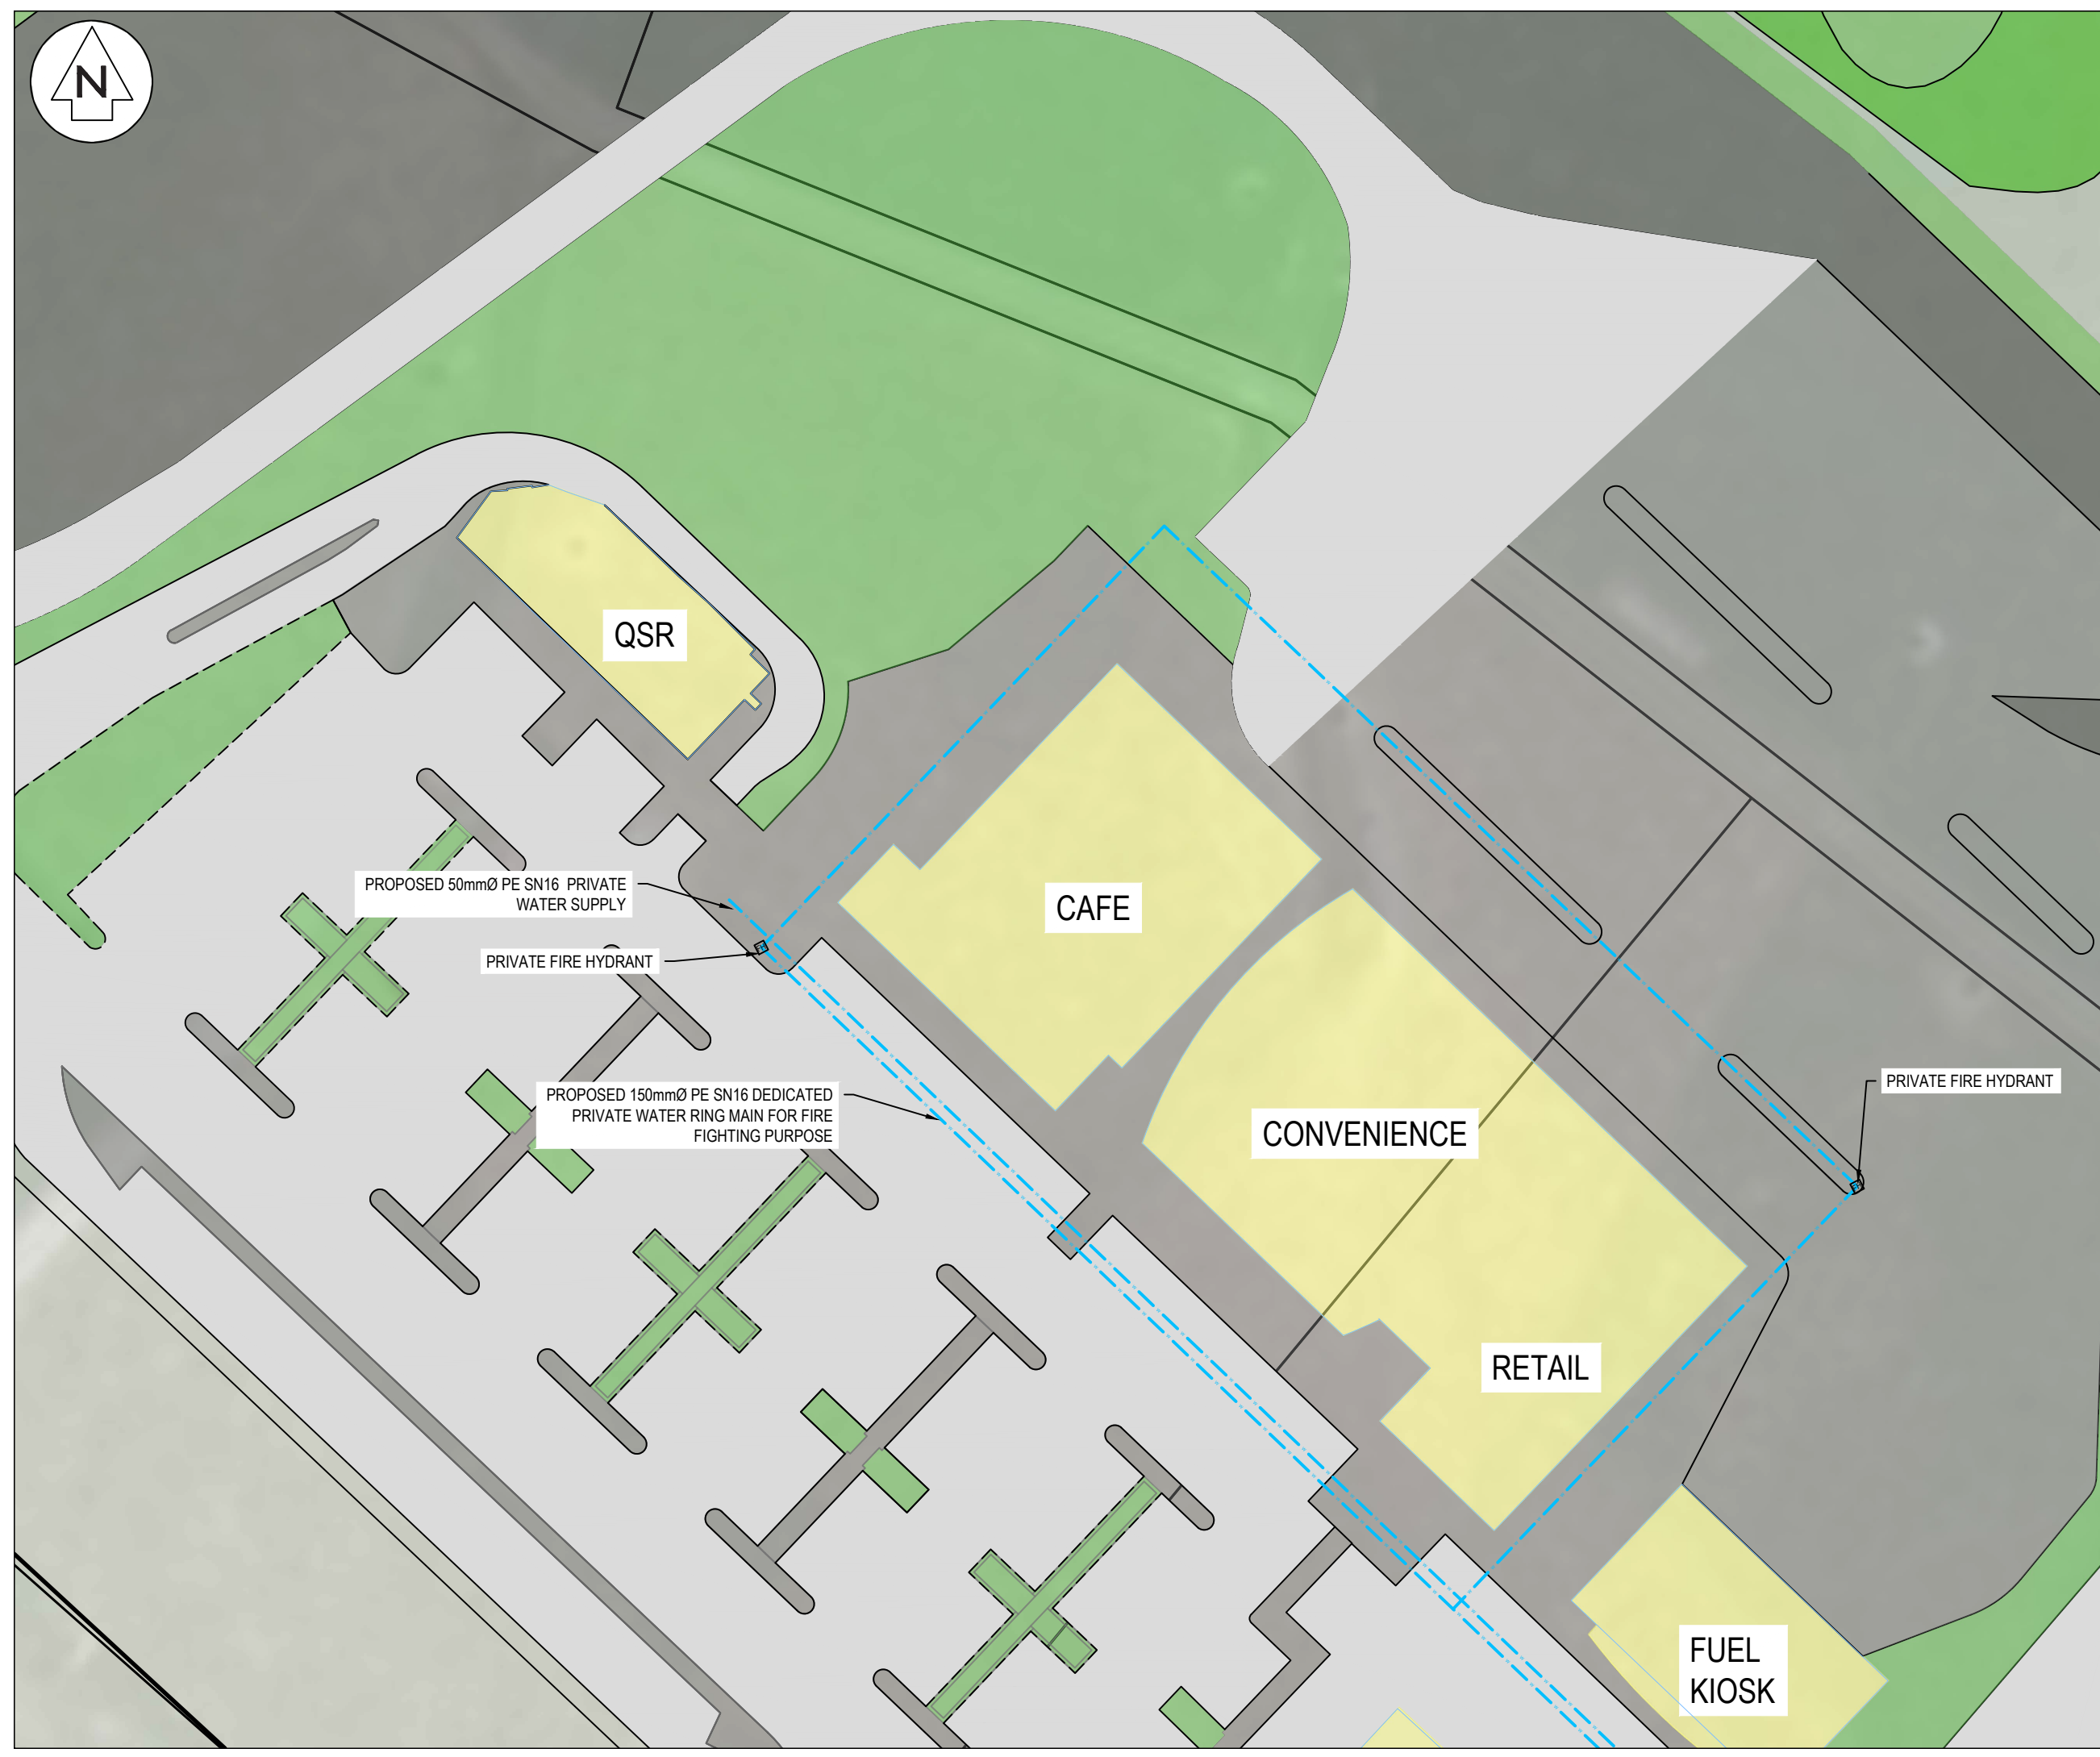 N
QSR
PROPOSED 50mmØ PE SN16 PRIVATE
WATER SUPPLY
CAFE
PRIVATE FIRE HYDRANT
PROPOSED 150mmØ PE SN16 DEDICATED
PRIVATE WATER RING MAIN FOR FIRE
FIGHTING PURPOSE
PRIVATE FIRE HYDRANT
CONVENIENCE
RETAIL
FUEL
KIOSK